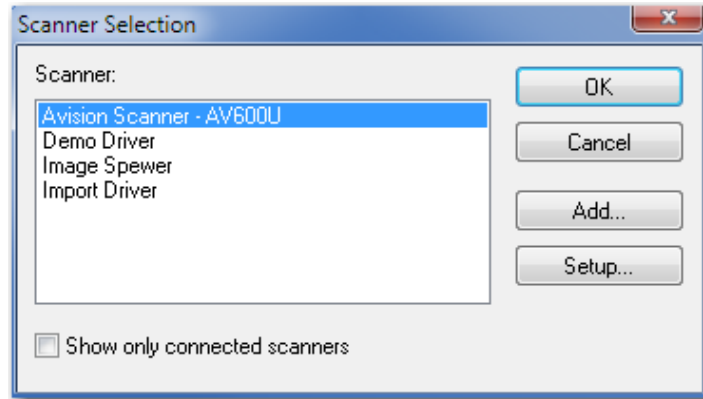 Scanner Selection
Scanner:
Avision Scanner - AV600U
Demo Driver
Image Spewer
Import Driver
OK
Cancel
Add...
Setup...
Show only connected scanners